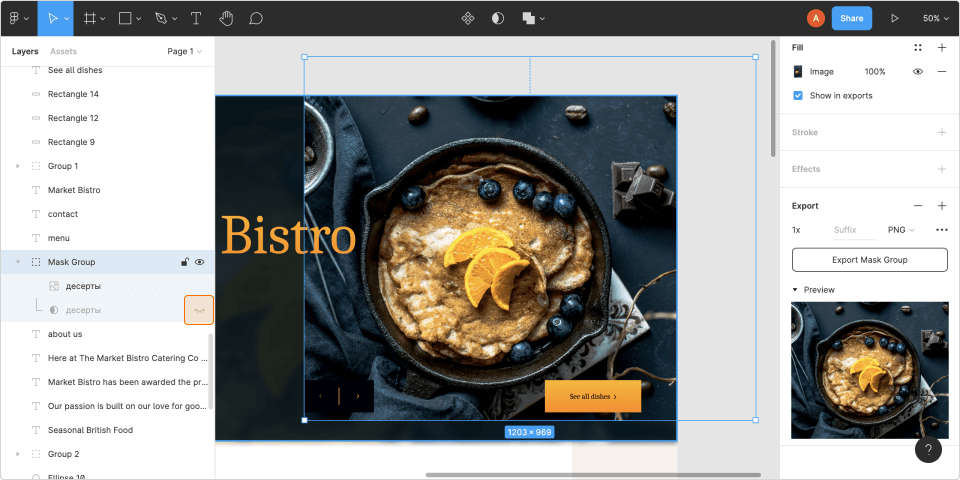 A
Share
50%
Layers
Assets
Page 1
See all dishes
Rectangle 14
Rectangle 12
Rectangle 9
Group 1
Market Bistro
contact
menu
Mask Group
десерты
десерты
about us
Here at The Market Bistro Catering Co ...
Market Bistro has been awarded the pr...
Our passion is built on our love for goo...
Seasonal British Food
Group 2
Ellipse 10
Bistro
See all dishes
1203 × 969
Fill
Image
100%
Show in exports
Stroke
Effects
Export
1x
Suffix
PNG
Export Mask Group
Preview
?